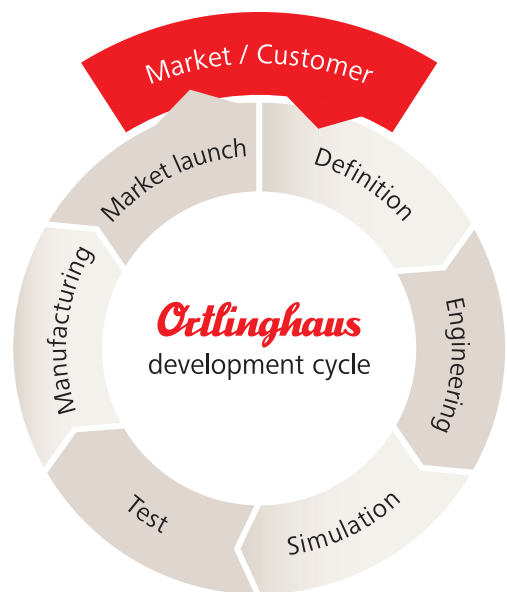 Market / Customer
Definition
Engineering
Simulation
Test
Manufacturing
Market launch
Ortlinghaus
development cycle